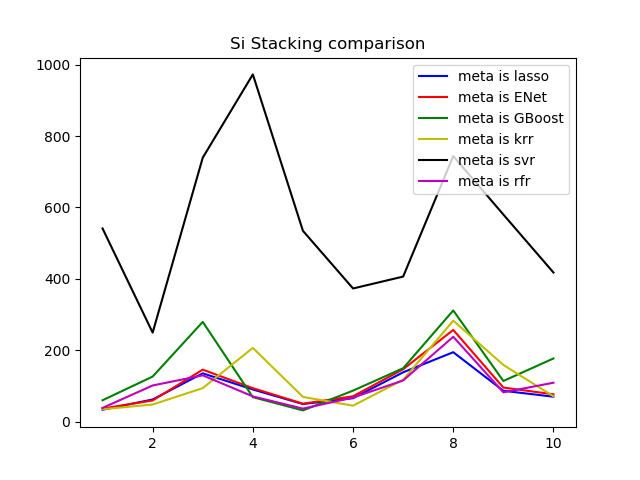 Si Stacking comparison
1000
800
600
400
200
0
2
4
6
8
10
meta is lasso
meta is ENet
meta is GBoost
meta is krr
meta is svr
meta is rfr